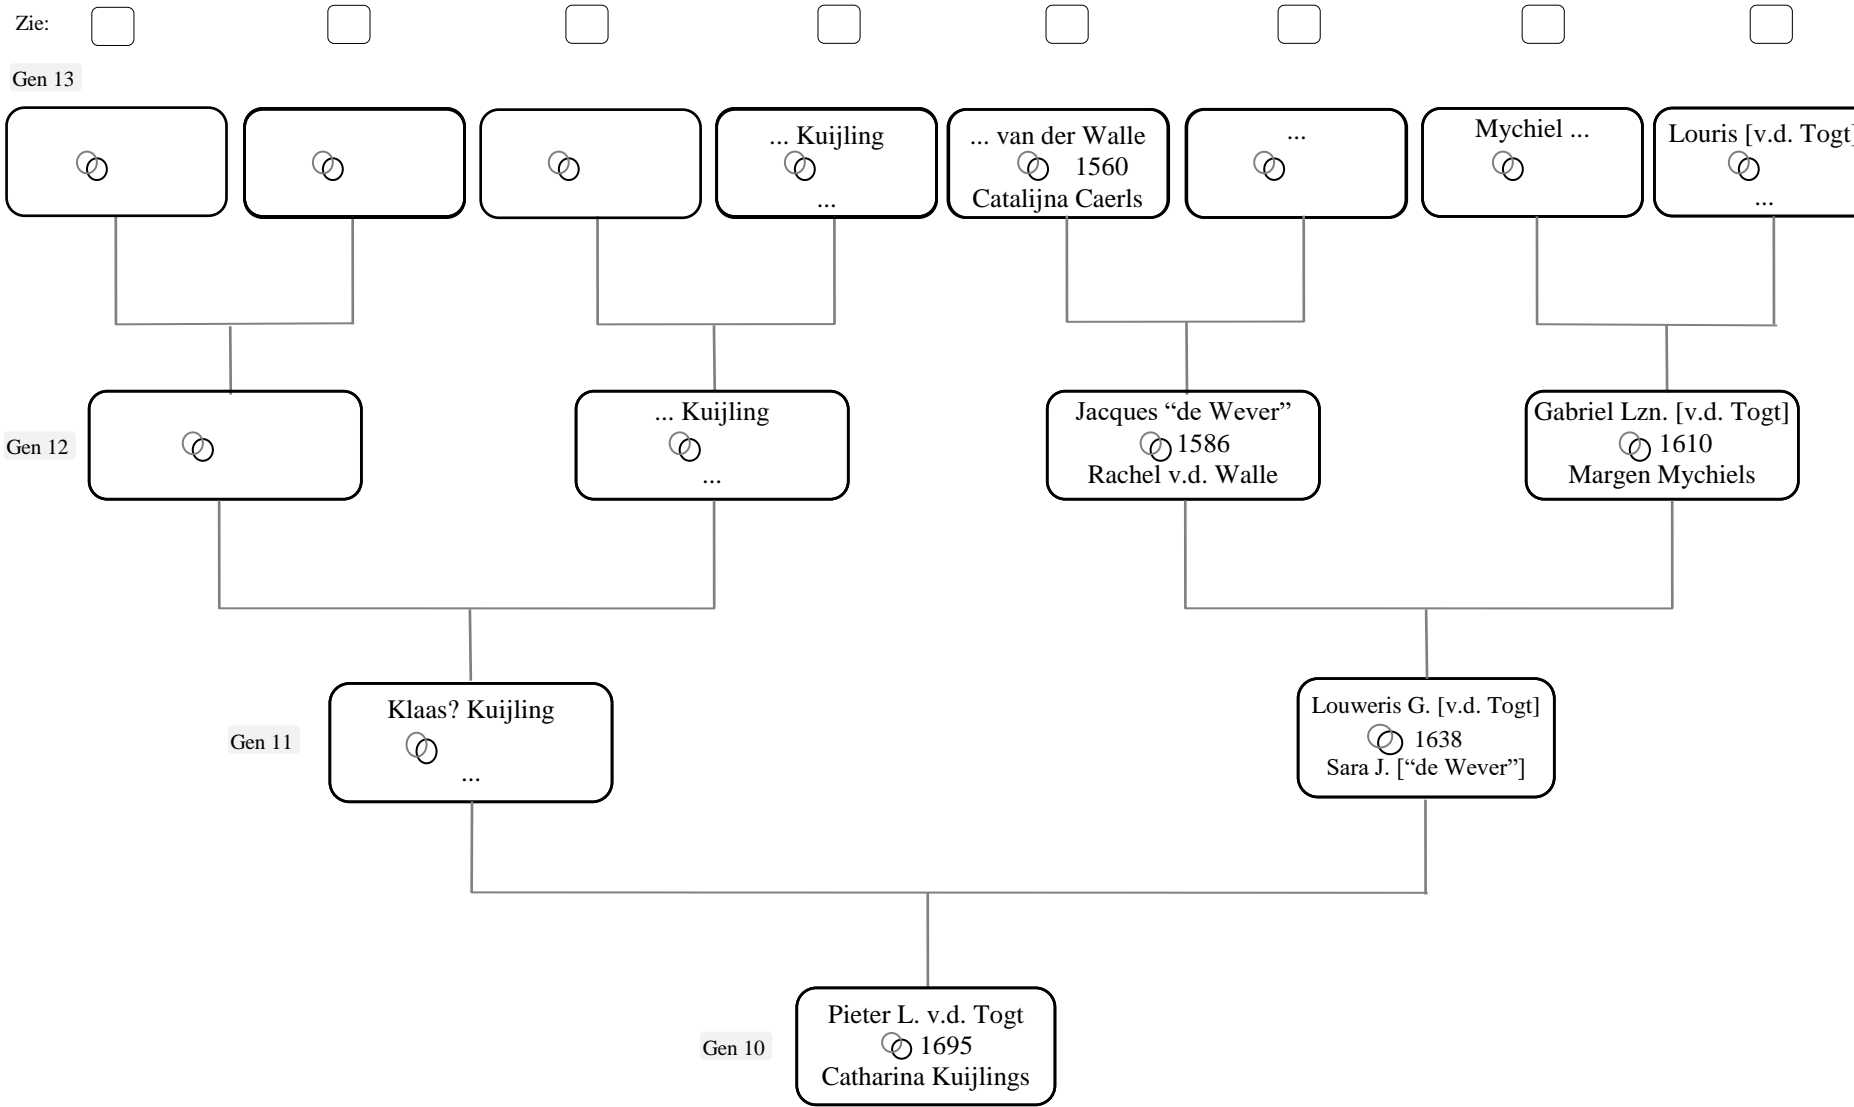 Zie:
Gen 13
... Kuijling
...
... van der Walle
1560
Catalijna Caerls
...
Mychiel ...
Louris [v.d. Togt]
...
Gen 12
... Kuijling
...
Jacques “de Wever”
1586
Rachel v.d. Walle
Gabriel Lzn. [v.d. Togt]
1610
Margen Mychiels
Gen 11
Klaas? Kuijling
...
Louweris G. [v.d. Togt]
1638
Sara J. [“de Wever”]
Gen 10
Pieter L. v.d. Togt
1695
Catharina Kuijlings